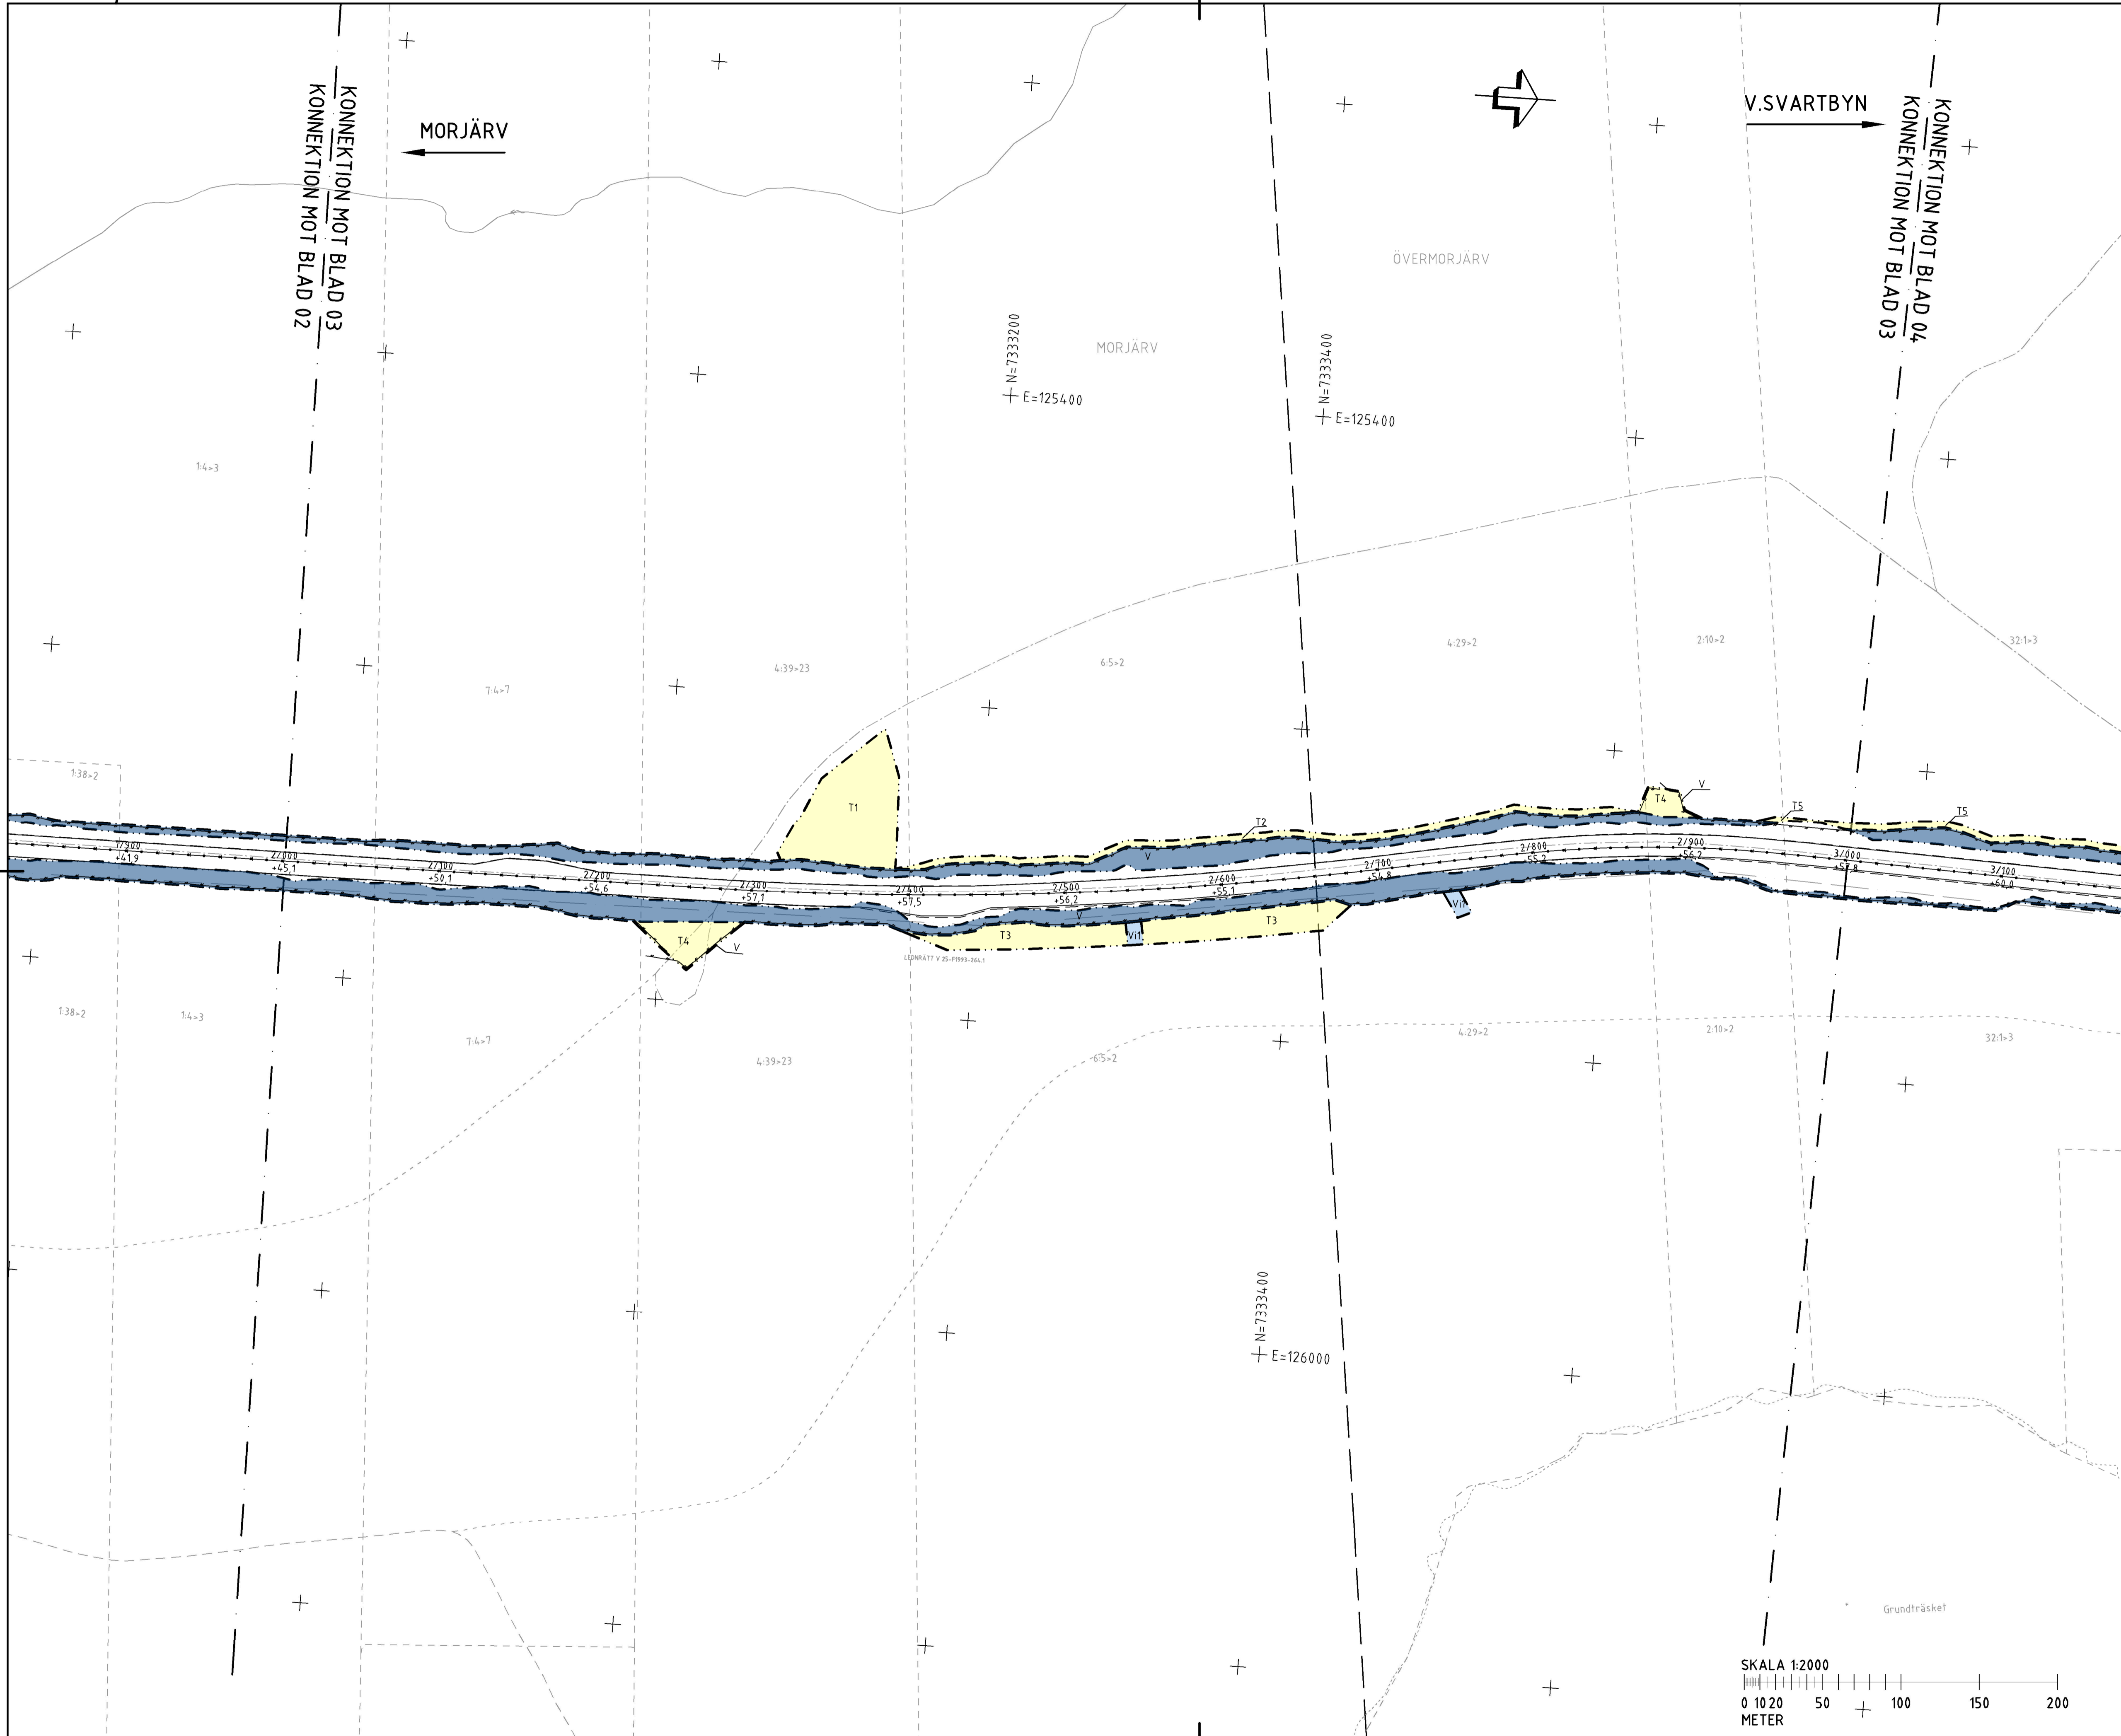 KONNEKTION MOT BLAD 03
KONNEKTION MOT BLAD 02
MORJÄRV
V.SVARTBYN
KONNEKTION MOT BLAD 04
KONNEKTION MOT BLAD 03
ÖVERMORJÄRV
MORJÄRV
N=7333200
E=125400
N=7333400
E=125400
1:4>3
7:4>7
4:39>23
6:5>2
4:29>2
2:10>2
32:1>3
1:38>2
T1
T2
T4
V
T5
T5
V
1/900
+41,9
2/000
+45,1
2/100
+50,1
2/200
+54,6
2/300
+57,1
2/400
+57,5
2/500
+56,2
2/600
+55,1
2/700
+54,8
2/800
+55,2
2/900
+56,2
3/000
+57,8
3/100
+60,0
T4
V
V
T3
Vi1
T3
Vi1
LEDNRÄTT V 25-F1993-264.1
1:38>2
1:4>3
7:4>7
4:39>23
6:5>2
4:29>2
2:10>2
32:1>3
N=7333400
E=126000
Grundträsket
SKALA 1:2000
0 10 20 50 100 150 200
METER